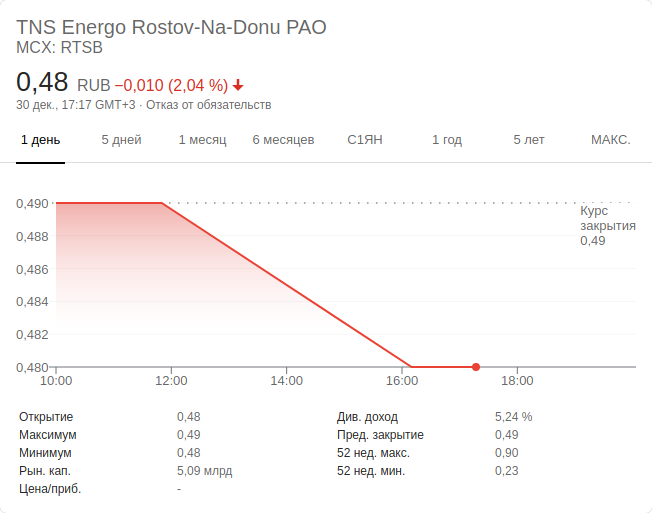 TNS Energo Rostov-Na-Donu PAO
MCX: RTSB
0,48 RUB −0,010 (2,04 %)
30 дек., 17:17 GMT+3 · Отказ от обязательств
1 день 5 дней 1 месяц 6 месяцев С1ЯН 1 год 5 лет МАКС.
0,490
Курс
закрытия
0,49
0,488
0,486
0,484
0,482
0,480
10:00 12:00 14:00 16:00 18:00
Открытие 0,48 Див. доход 5,24 %
Максимум 0,49 Пред. закрытие 0,49
Минимум 0,48 52 нед. макс. 0,90
Рын. кап. 5,09 млрд 52 нед. мин. 0,23
Цена/приб. -